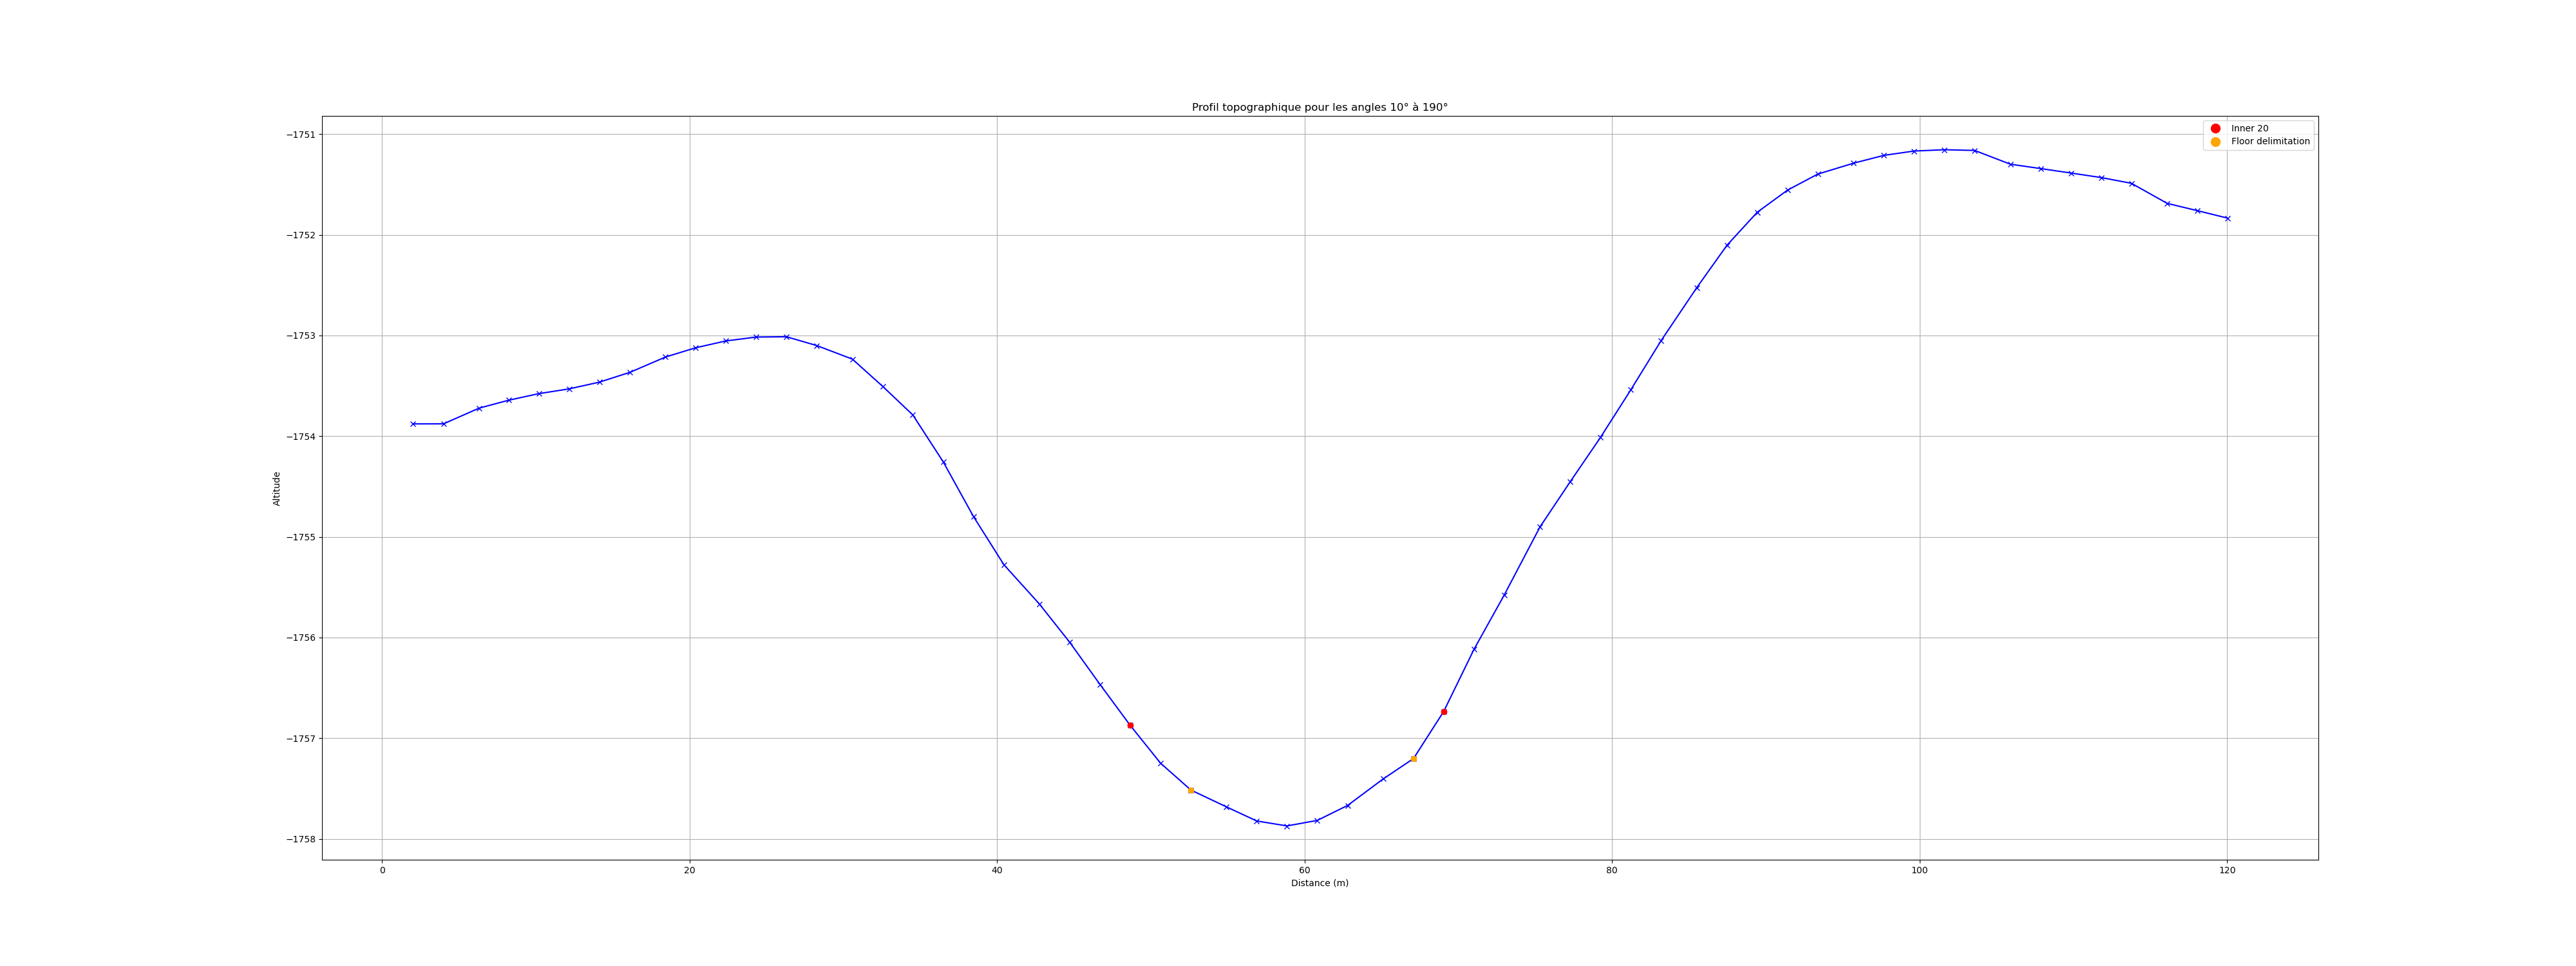 Profil topographique pour les angles 10° à 190°
Inner 20
Floor delimitation
−1751
−1752
−1753
−1754
−1755
−1756
−1757
−1758
Altitude
0 20 40 60 80 100 120
Distance (m)